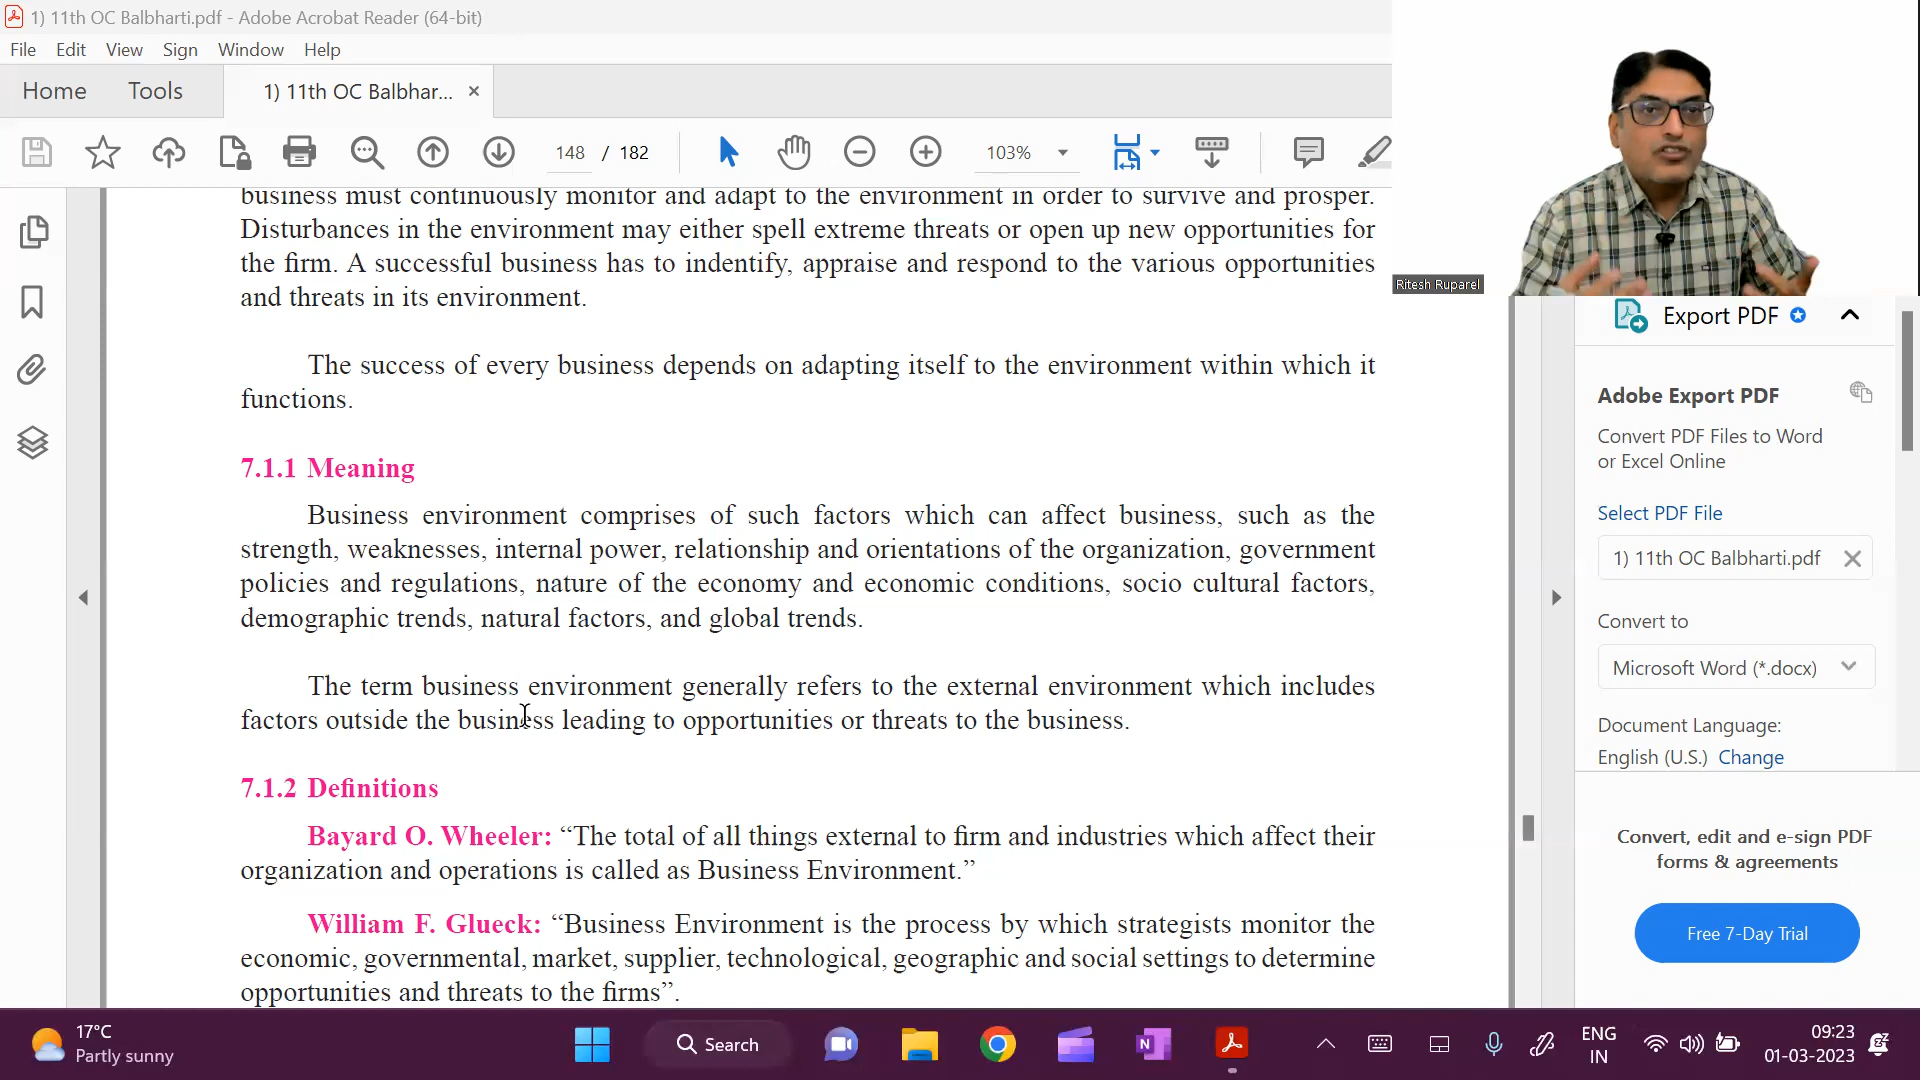 1) 11th OC Balbharti.pdf - Adobe Acrobat Reader (64-bit)
File Edit View Sign Window Help
Home Tools 1) 11th OC Balbhar... ×
148 / 182 103%
business must continuously monitor and adapt to the environment in order to survive and prosper.
Disturbances in the environment may either spell extreme threats or open up new opportunities for
the firm. A successful business has to indentify, appraise and respond to the various opportunities
and threats in its environment.
The success of every business depends on adapting itself to the environment within which it
functions.
7.1.1 Meaning
Business environment comprises of such factors which can affect business, such as the
strength, weaknesses, internal power, relationship and orientations of the organization, government
policies and regulations, nature of the economy and economic conditions, socio cultural factors,
demographic trends, natural factors, and global trends.
The term business environment generally refers to the external environment which includes
factors outside the business leading to opportunities or threats to the business.
7.1.2 Definitions
Bayard O. Wheeler: “The total of all things external to firm and industries which affect their
organization and operations is called as Business Environment.”
William F. Glueck: “Business Environment is the process by which strategists monitor the
economic, governmental, market, supplier, technological, geographic and social settings to determine
opportunities and threats to the firms”.
Ritesh Ruparel
Export PDF
Adobe Export PDF
Convert PDF Files to Word
or Excel Online
Select PDF File
1) 11th OC Balbharti.pdf
Convert to
Microsoft Word (*.docx)
Document Language:
English (U.S.) Change
Convert, edit and e-sign PDF
forms & agreements
Free 7-Day Trial
17°C
Partly sunny
Search
ENG
IN
09:23
01-03-2023